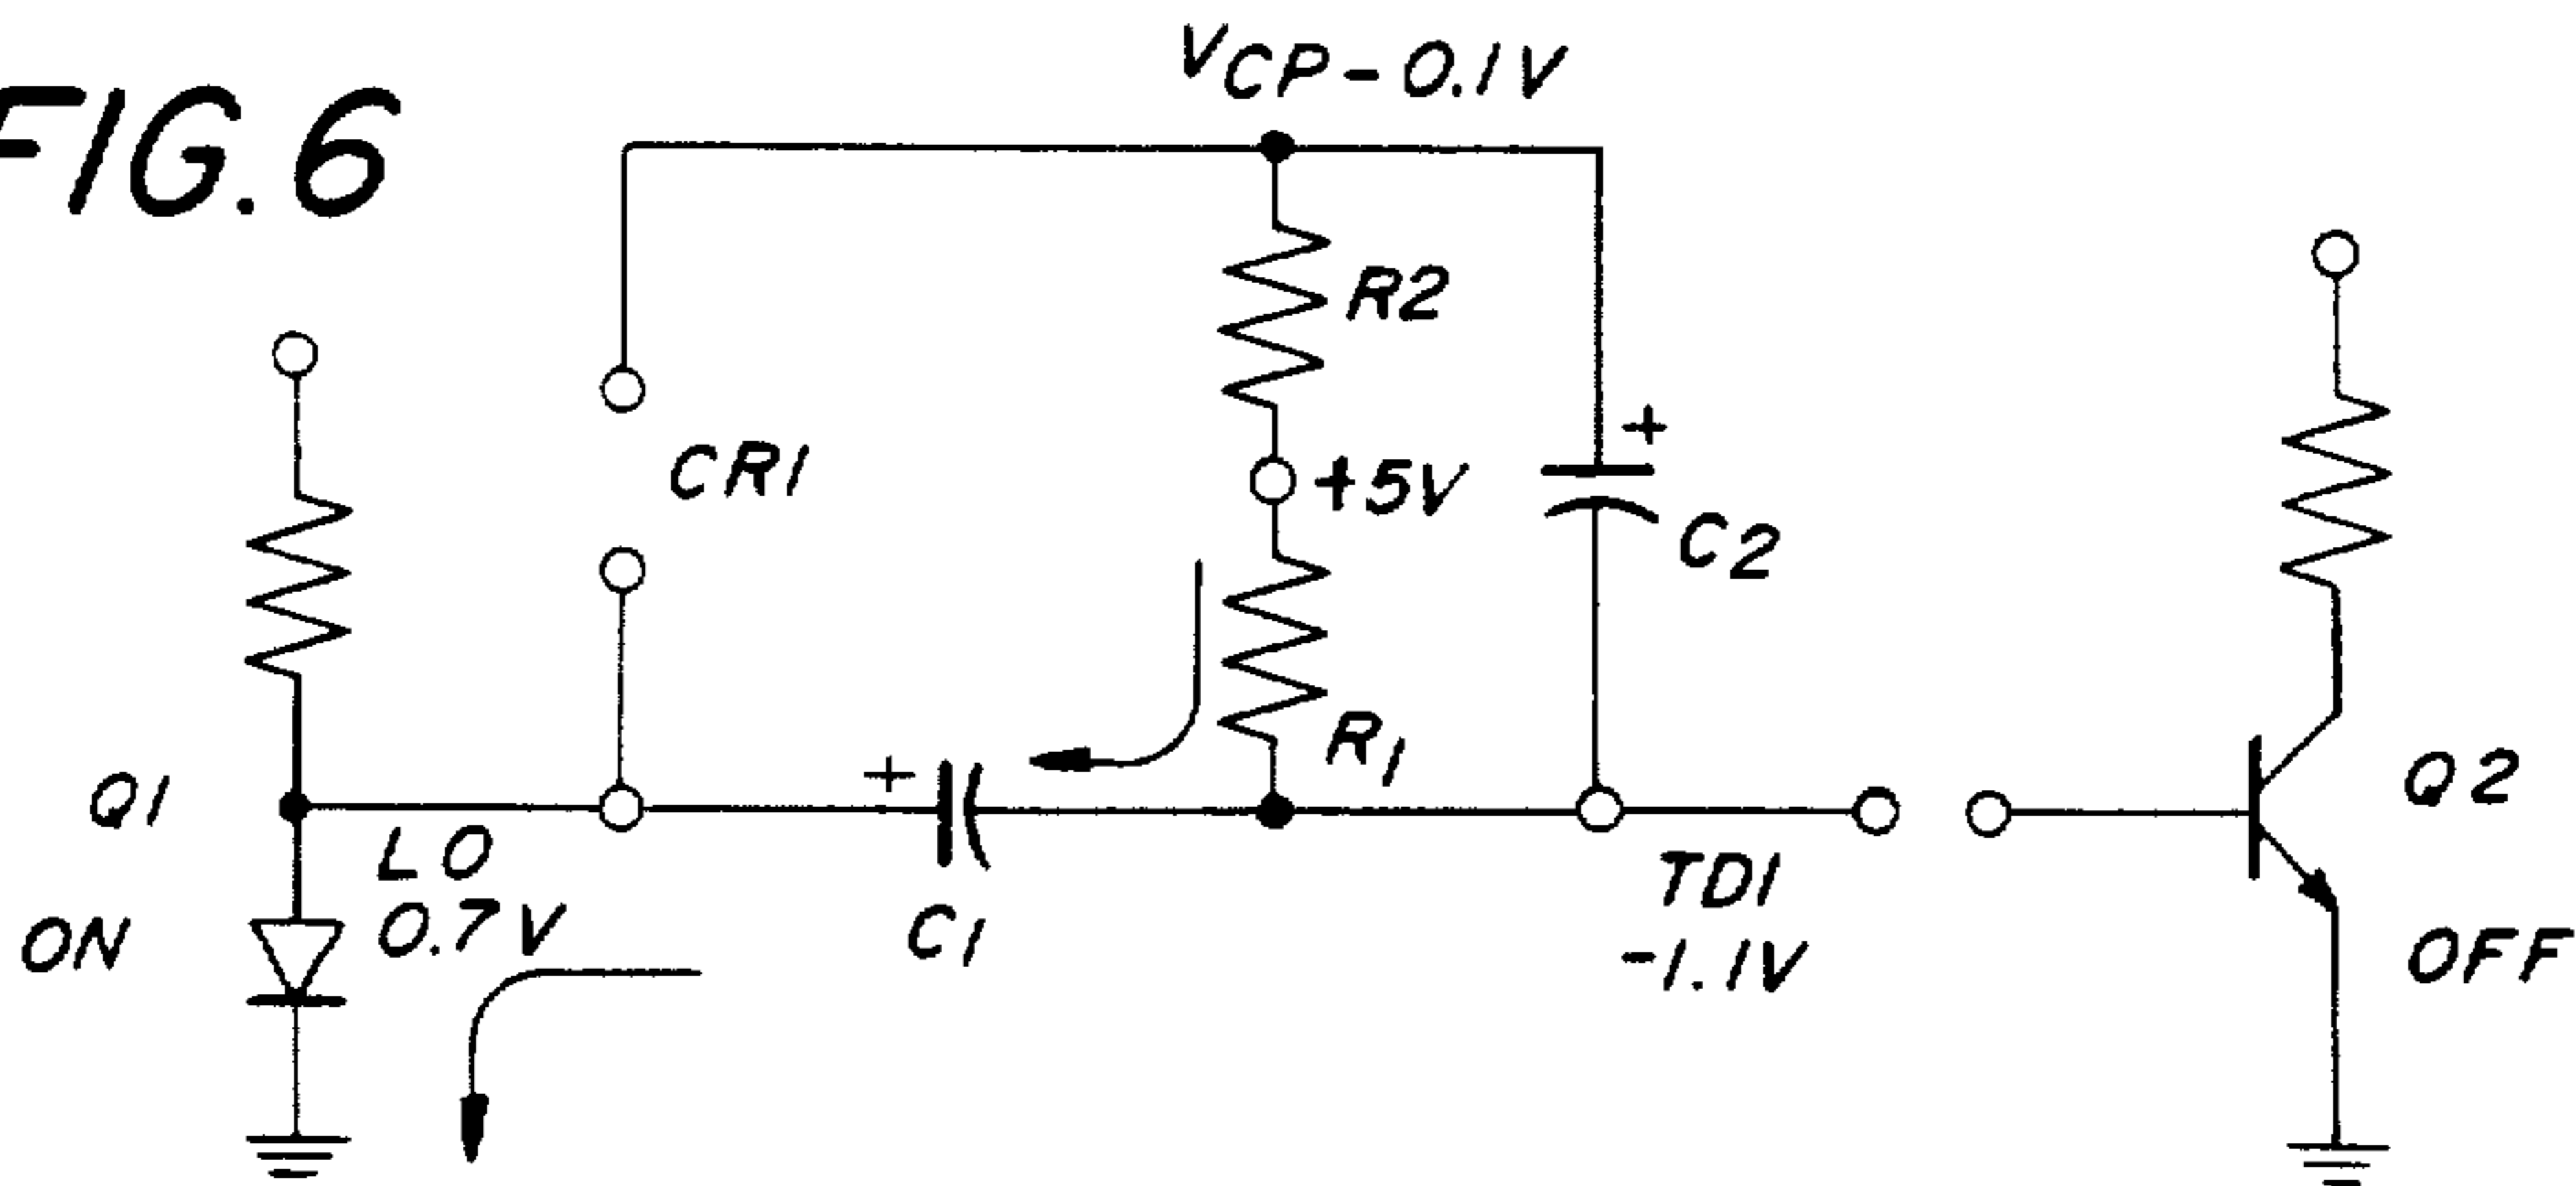 FIG. 6
VCP - 0.1V
R2
+
CR1
+5V
C2
R1
+
Q1
LO
0.7V
ON
C1
TD1
-1.1V
Q2
OFF